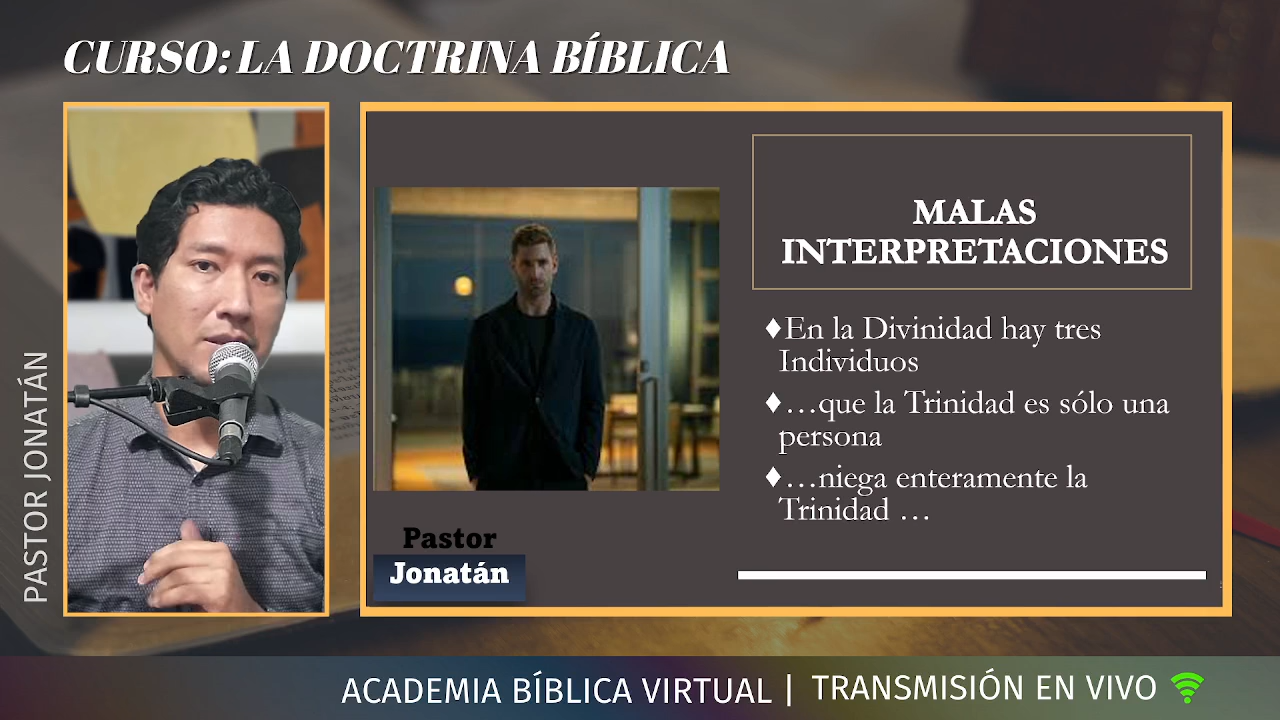 CURSO: LA DOCTRINA BÍBLICA
PASTOR JONATÁN
MALAS
INTERPRETACIONES
♦En la Divinidad hay tres
Individuos
♦…que la Trinidad es sólo una
persona
♦…niega enteramente la
Trinidad …
Pastor
Jonatán
ACADEMIA BÍBLICA VIRTUAL | TRANSMISIÓN EN VIVO